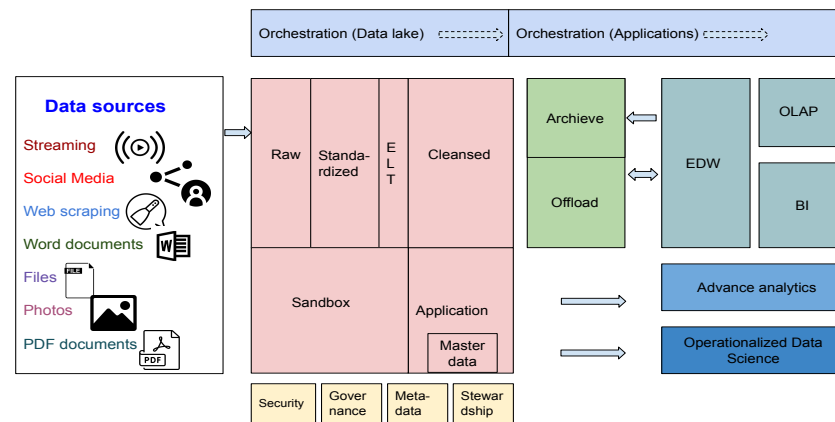 Orchestration (Data lake)
Orchestration (Applications)
Data sources
Streaming
Social Media
Web scraping
Word documents
W
Files
FILE
Photos
PDF documents
PDF
Raw
Standa-
rdized
E
L
T
Cleansed
Sandbox
Application
Master
data
Security
Gover
nance
Meta-
data
Stewa
rdship
Archieve
Offload
EDW
OLAP
BI
Advance analytics
Operationalized Data
Science